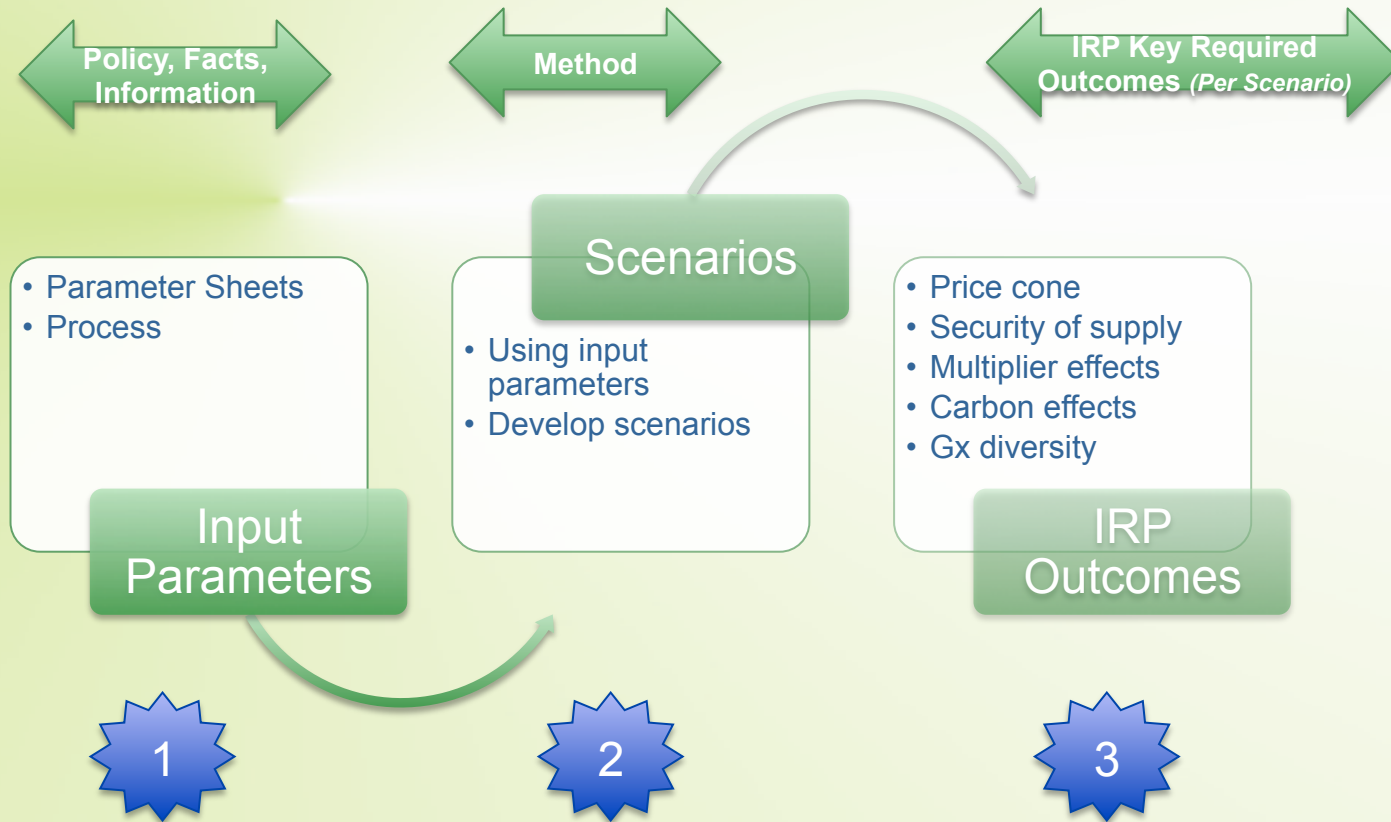 Policy, Facts,
Information
Method
IRP Key Required
Outcomes (Per Scenario)
• Parameter Sheets
• Process
Input
Parameters
Scenarios
• Using input
parameters
• Develop scenarios
• Price cone
• Security of supply
• Multiplier effects
• Carbon effects
• Gx diversity
IRP
Outcomes
1
2
3